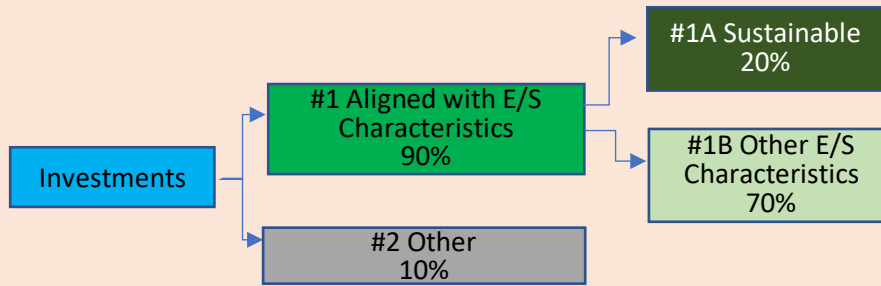 #1A Sustainable
20%
#1 Aligned with E/S
Characteristics
90%
#1B Other E/S
Characteristics
70%
Investments
#2 Other
10%